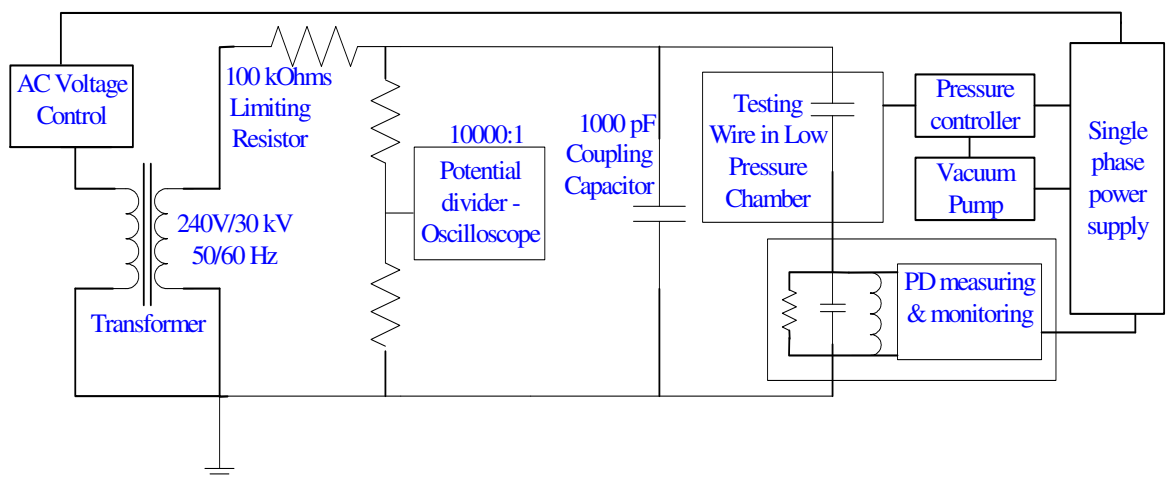 AC Voltage
Control
100 kOhms
Limiting
Resistor
240V/30 kV
50/60 Hz
Transformer
10000:1
Potential
divider -
Oscilloscope
1000 pF
Coupling
Capacitor
Testing
Wire in Low
Pressure
Chamber
Pressure
controller
Vacuum
Pump
Single
phase
power
supply
PD measuring
& monitoring